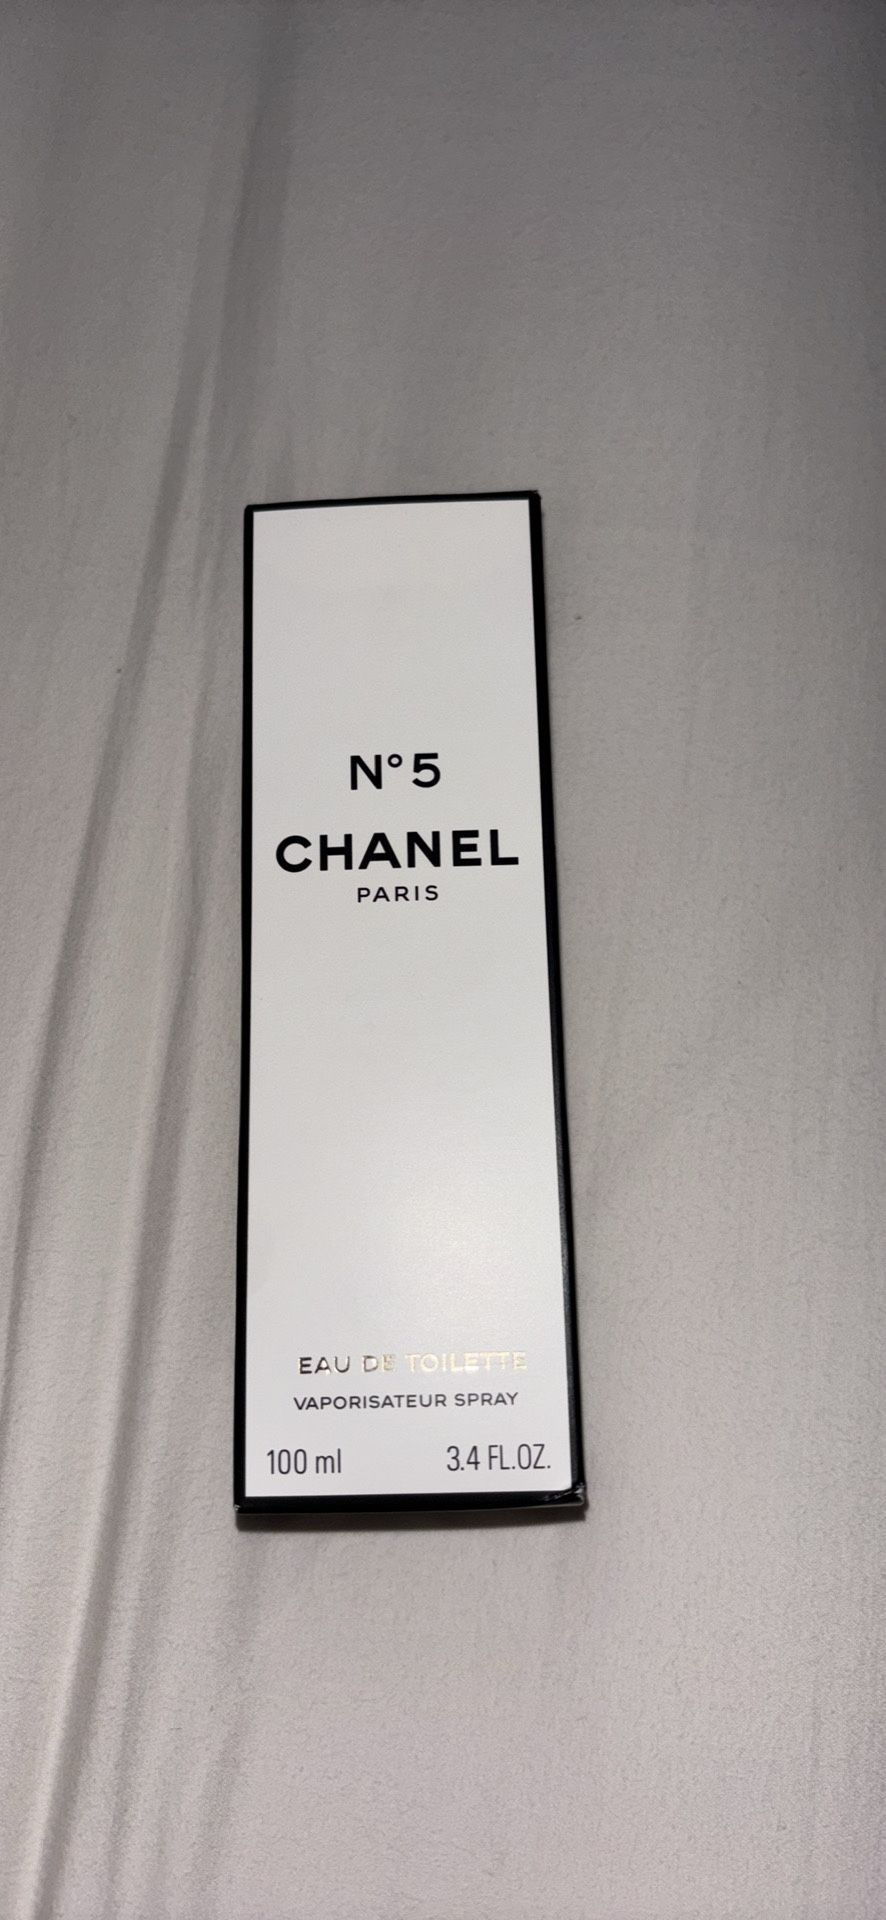 N°5
CHANEL
PARIS
EAU DE TOILETTE
VAPORISATEUR SPRAY
100 ml 3.4 FL.OZ.